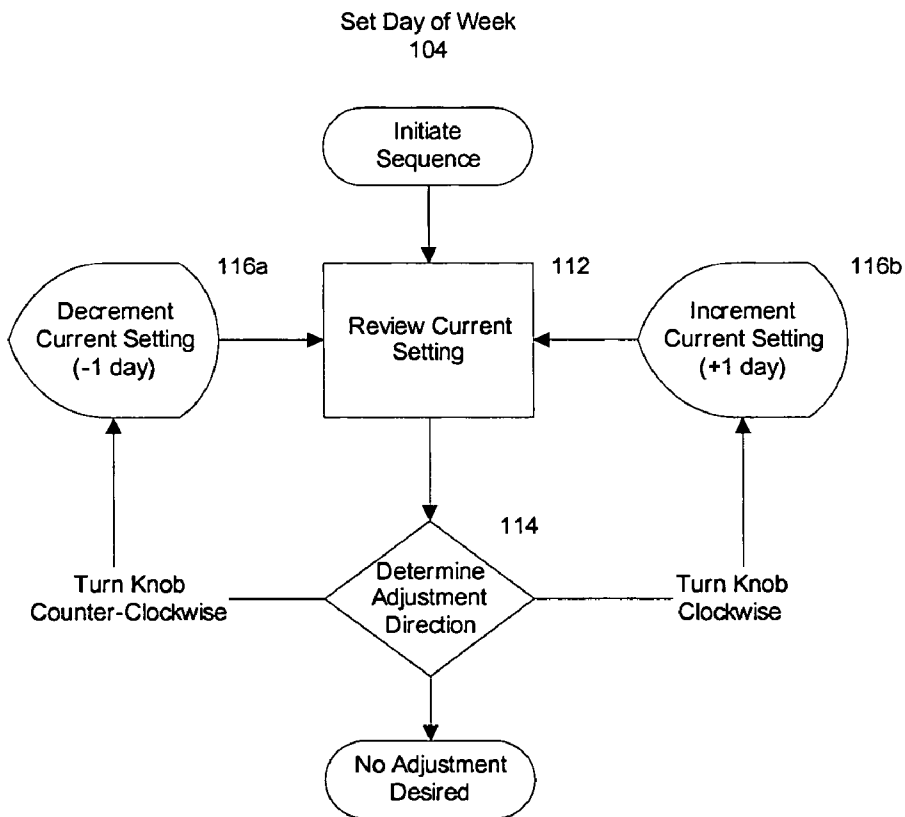 Set Day of Week
104
Initiate
Sequence
116a
112
116b
Decrement
Current Setting
(-1 day)
Review Current
Setting
Increment
Current Setting
(+1 day)
114
Determine
Adjustment
Direction
Turn Knob
Counter-Clockwise
Turn Knob
Clockwise
No Adjustment
Desired